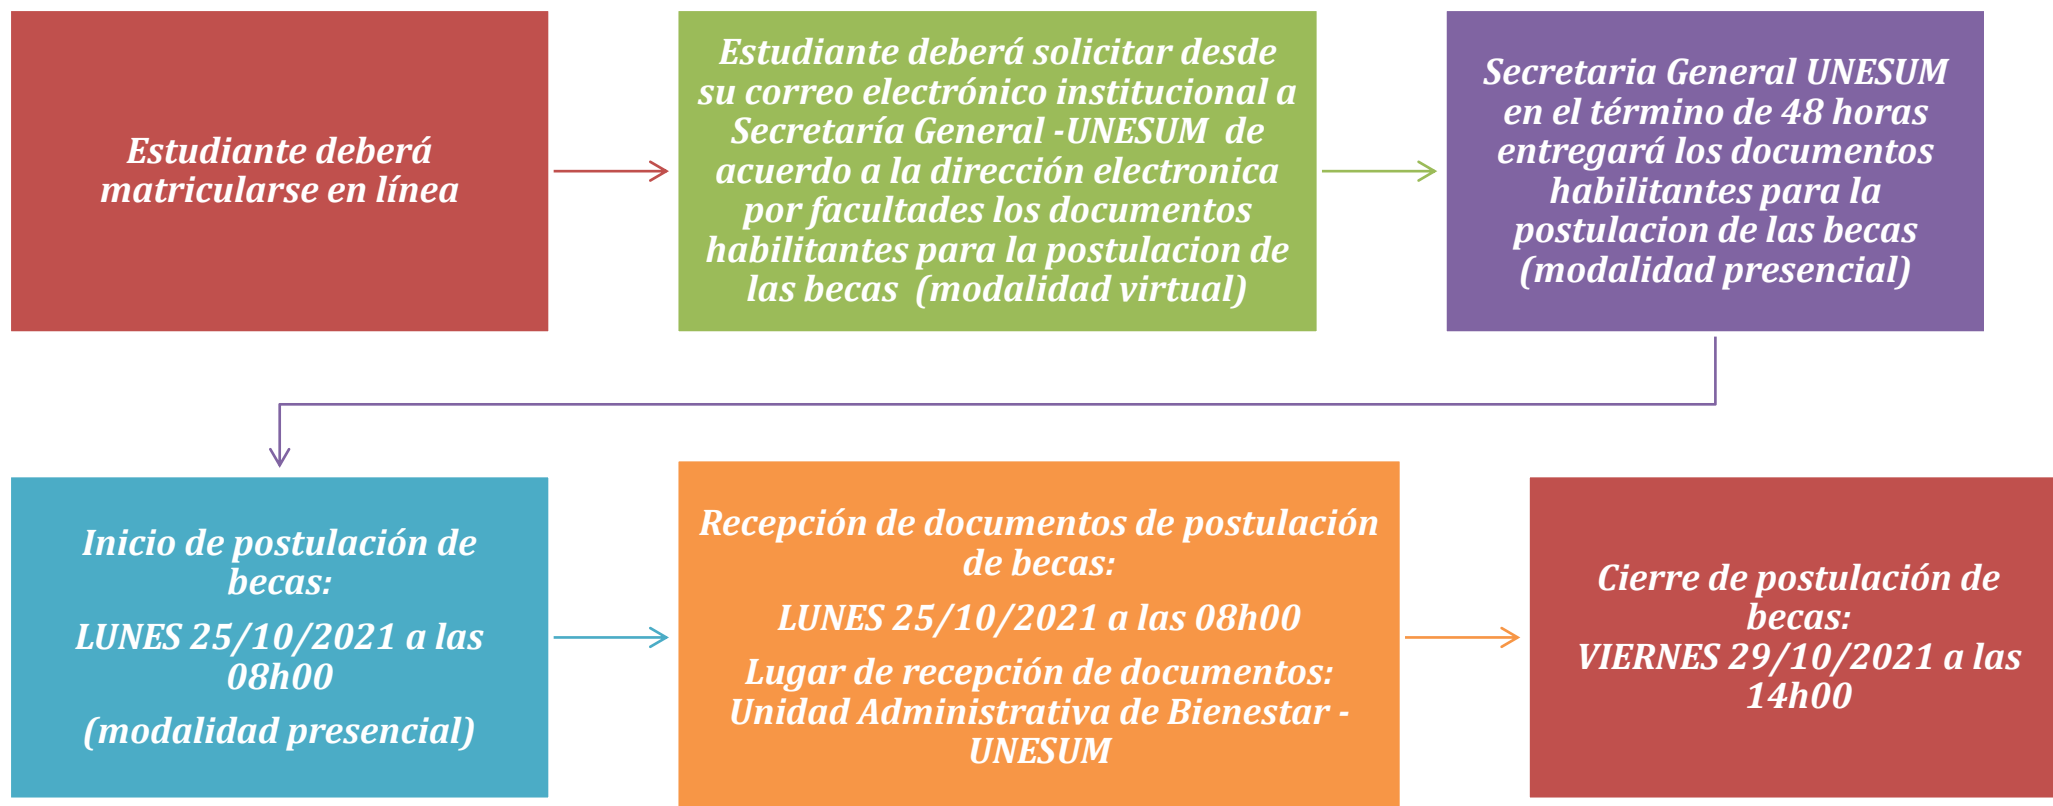 Estudiante deberá
matricularse en línea
Estudiante deberá solicitar desde
su correo electrónico institucional a
Secretaría General -UNESUM de
acuerdo a la dirección electronica
por facultades los documentos
habilitantes para la postulacion de
las becas (modalidad virtual)
Secretaria General UNESUM
en el término de 48 horas
entregará los documentos
habilitantes para la
postulacion de las becas
(modalidad presencial)
Inicio de postulación de
becas:
LUNES 25/10/2021 a las
08h00
(modalidad presencial)
Recepción de documentos de postulación
de becas:
LUNES 25/10/2021 a las 08h00
Lugar de recepción de documentos:
Unidad Administrativa de Bienestar -
UNESUM
Cierre de postulación de
becas:
VIERNES 29/10/2021 a las
14h00